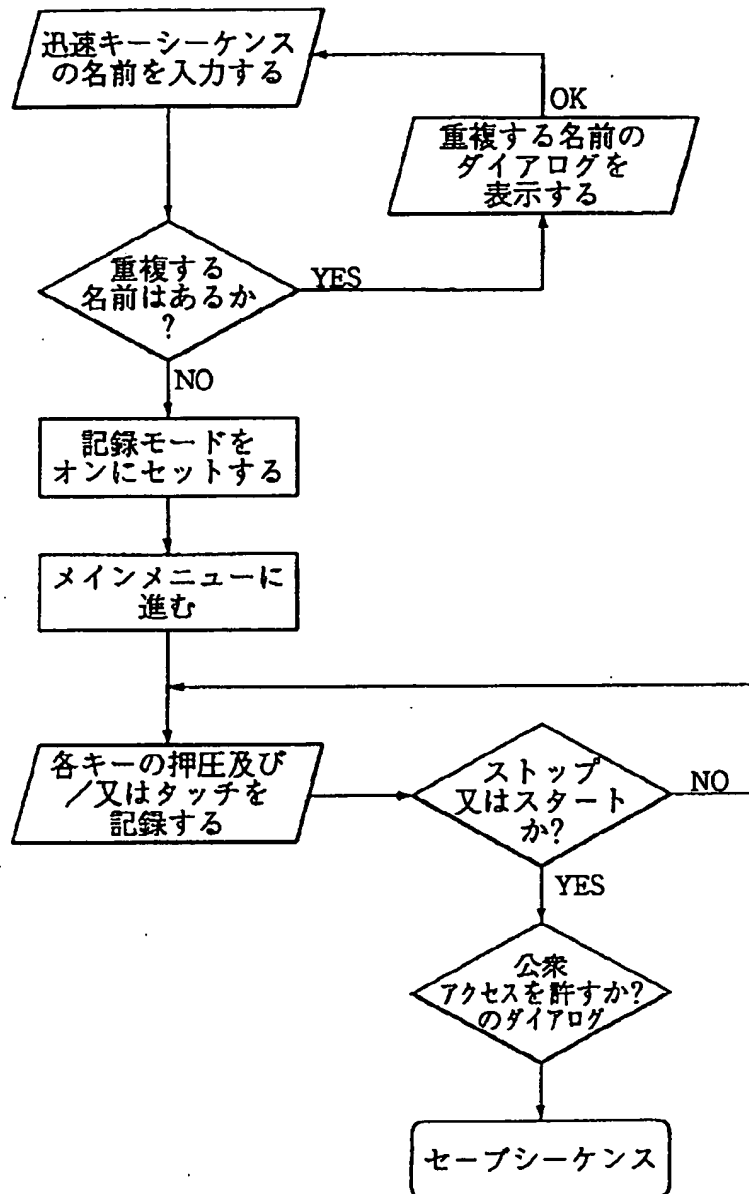 迅速キーシーケンス
の名前を入力する
OK
重複する名前の
ダイアログを
表示する
重複する
名前はあるか
?
YES
NO
記録モードを
オンにセットする
メインメニューに
進む
各キーの押圧及び
/又はタッチを
記録する
ストップ
又はスタート
か?
NO
YES
公衆
アクセスを許すか?
のダイアログ
セーブシーケンス